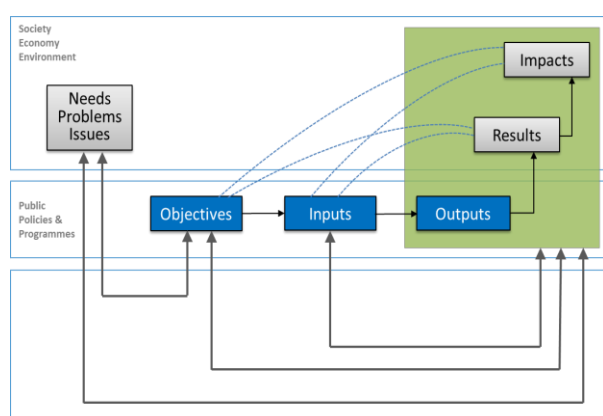 Society
Economy
Environment
Impacts
Needs
Problems
Issues
Results
Public
Policies &
Programmes
Objectives
Inputs
Outputs